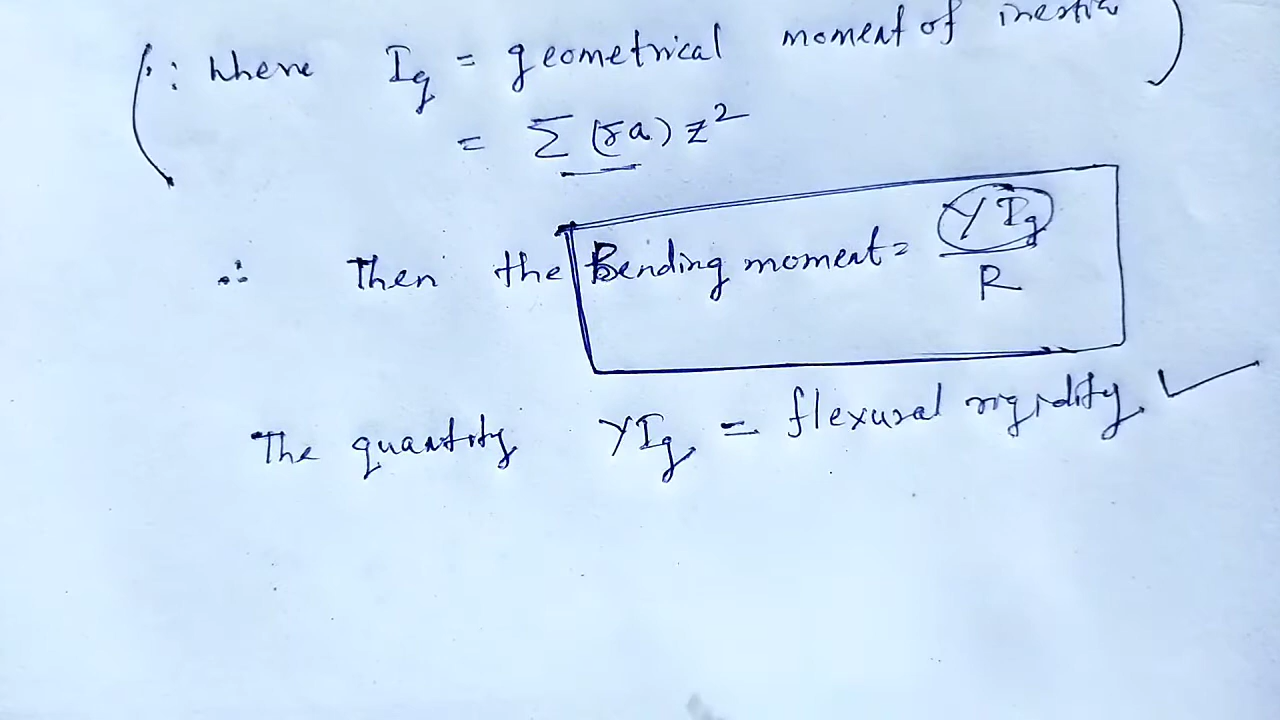 (∵ where Ig = geometrical moment of inertia)
= Σ (δa) z²
∴ Then the Bending moment = YIg / R
The quantity YIg = flexural rigidity ✓